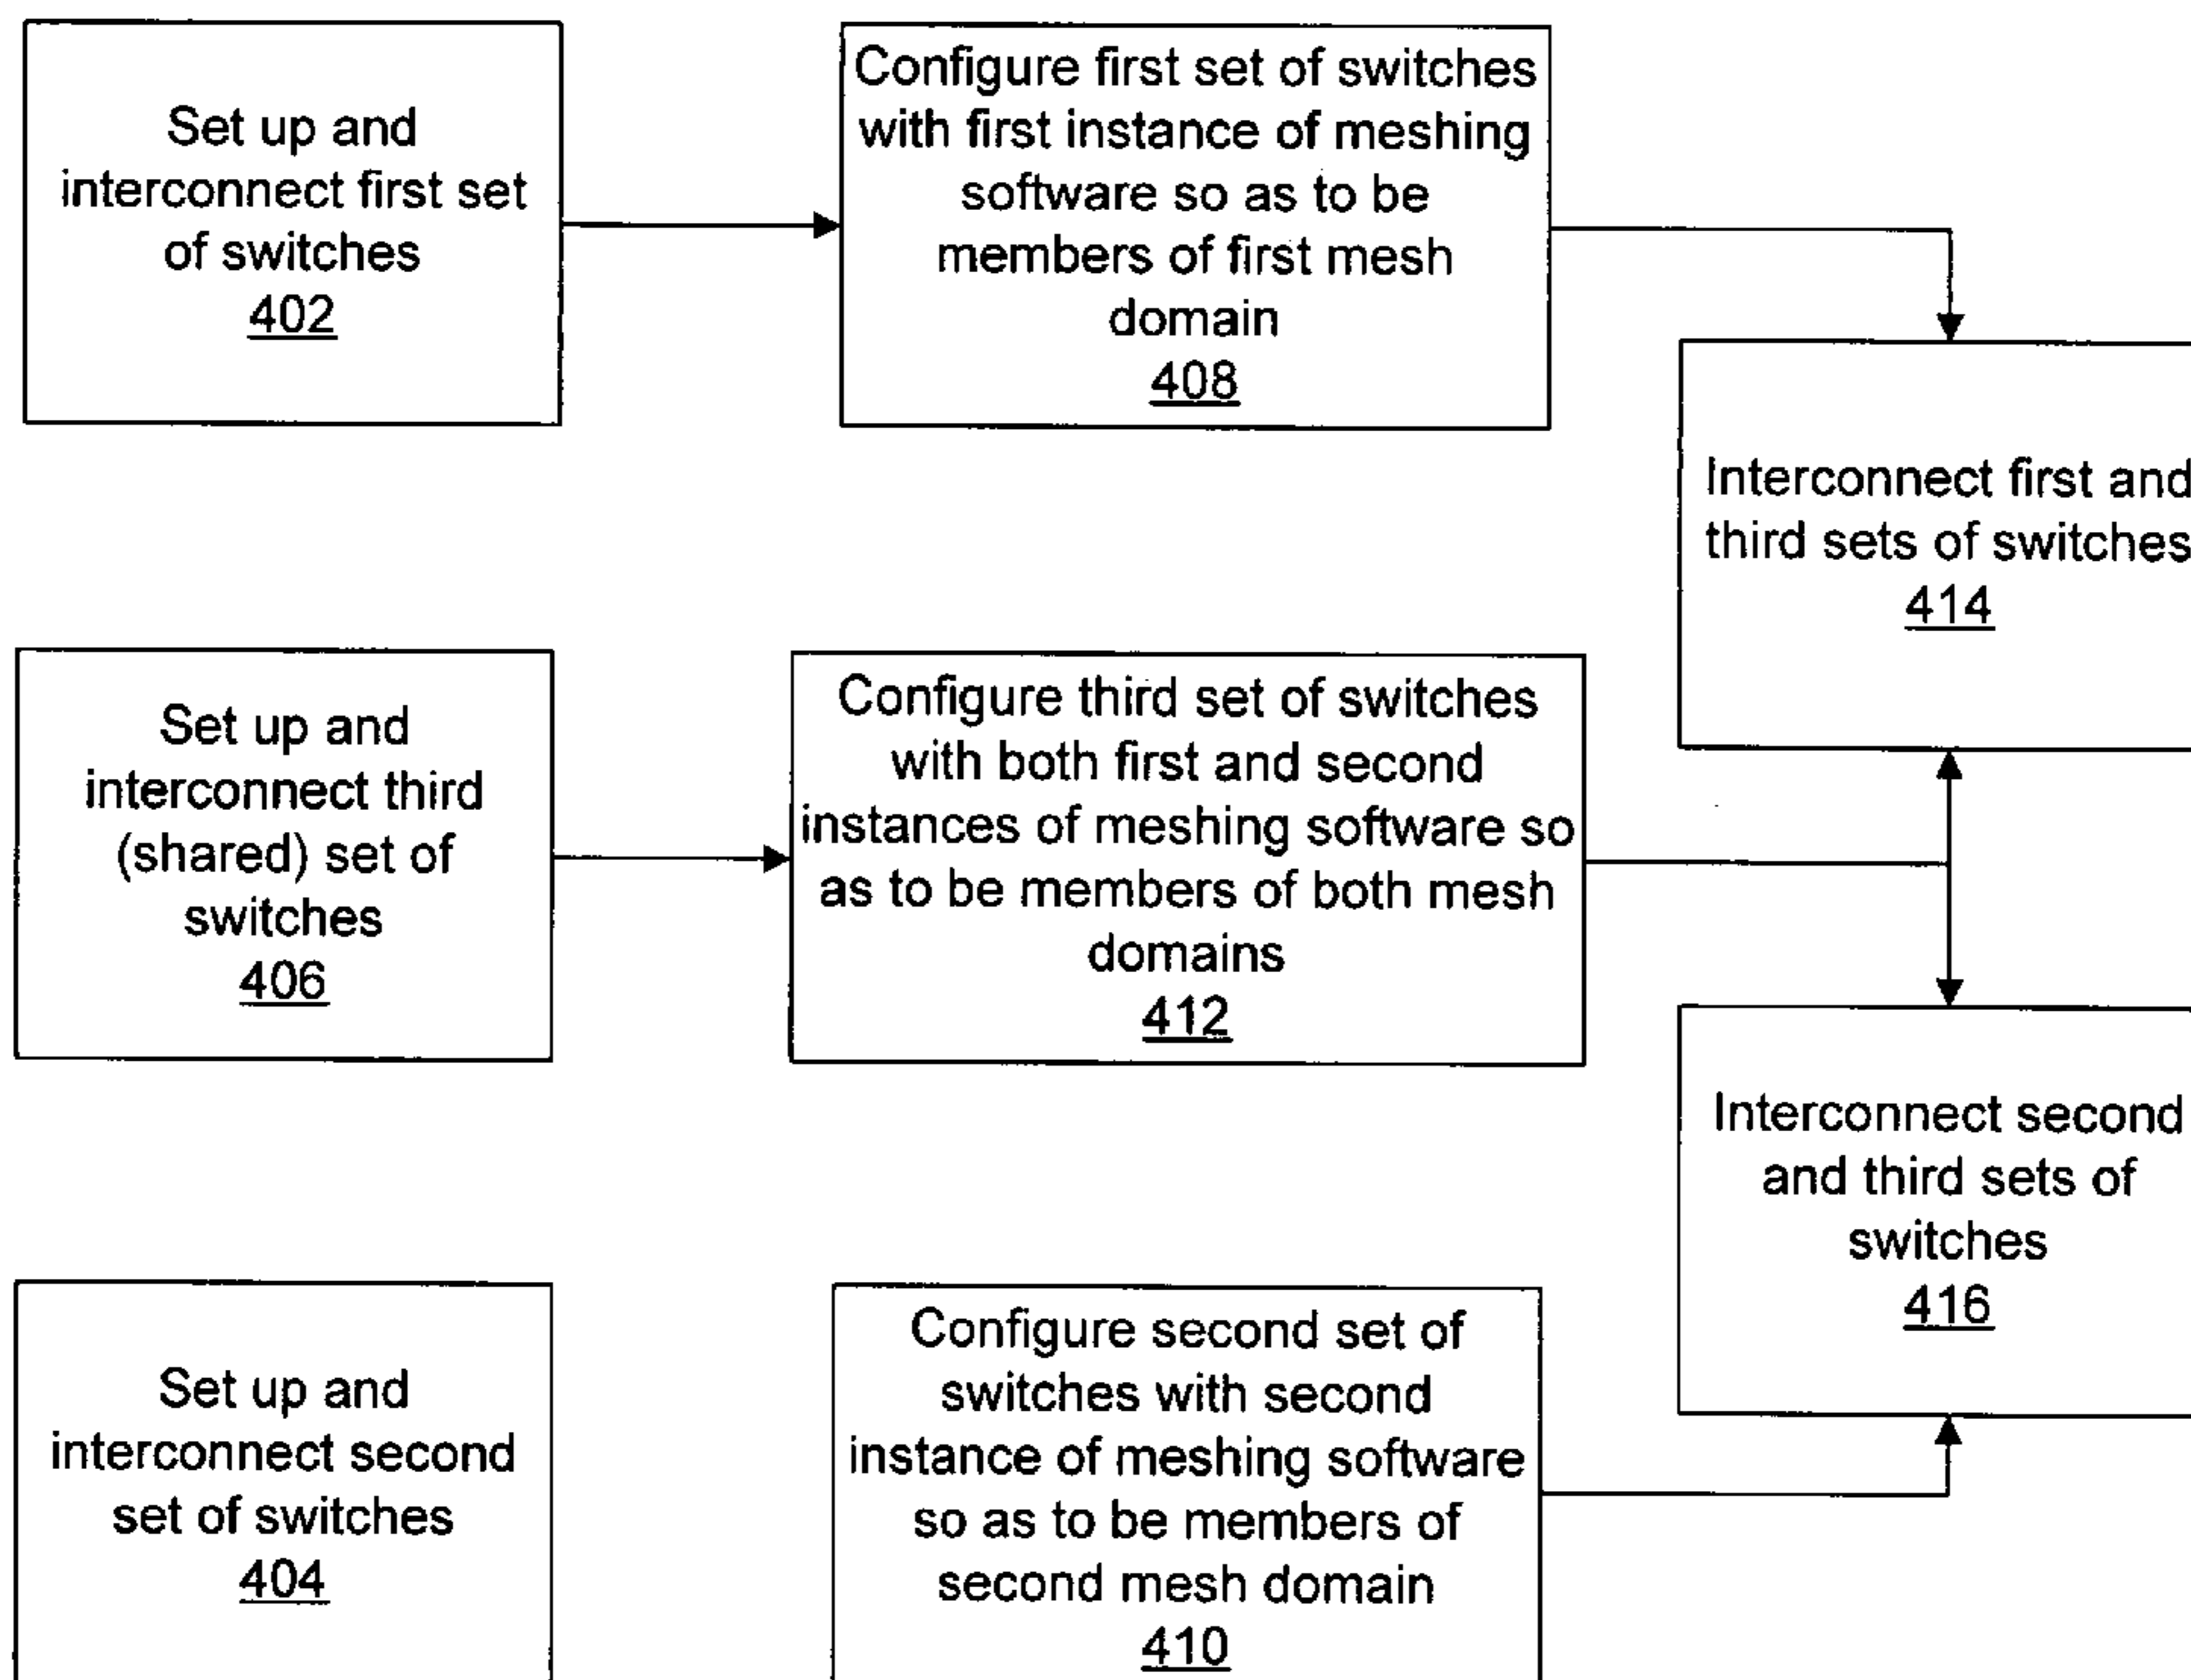 Set up and
interconnect first set
of switches
402
Configure first set of switches
with first instance of meshing
software so as to be
members of first mesh
domain
408
Interconnect first and
third sets of switches
414
Set up and
interconnect third
(shared) set of
switches
406
Configure third set of switches
with both first and second
instances of meshing software so
as to be members of both mesh
domains
412
Interconnect second
and third sets of
switches
416
Set up and
interconnect second
set of switches
404
Configure second set of
switches with second
instance of meshing software
so as to be members of
second mesh domain
410